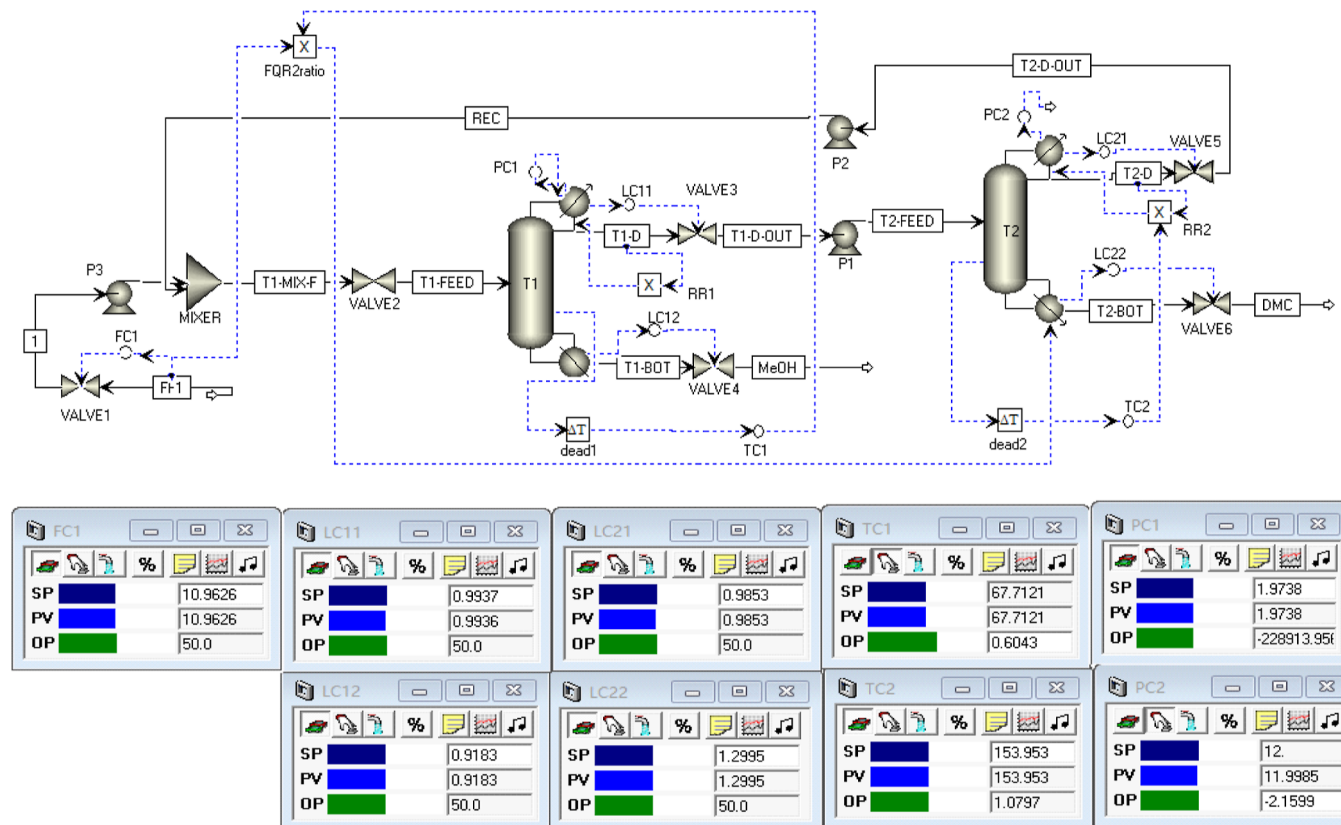 X
FQR2ratio
T2-D-OUT
REC
P2
PC2
LC21
VALVE5
PC1
LC11
VALVE3
T2-D
T1-D
T1-D-OUT
T2-FEED
X
RR2
P3
T1-MIX-F
T1-FEED
T1
P1
T2
LC22
X
RR1
MIXER
VALVE2
LC12
T2-BOT
DMC
VALVE6
1
FC1
T1-BOT
MeOH
VALVE4
VALVE1
ΔT
dead1
TC1
ΔT
dead2
TC2
FC1
%
SP 10.9626
PV 10.9626
OP 50.0
LC11
%
SP 0.9937
PV 0.9936
OP 50.0
LC21
%
SP 0.9853
PV 0.9853
OP 50.0
TC1
%
SP 67.7121
PV 67.7121
OP 0.6043
PC1
%
SP 1.9738
PV 1.9738
OP -228913.95
LC12
%
SP 0.9183
PV 0.9183
OP 50.0
LC22
%
SP 1.2995
PV 1.2995
OP 50.0
TC2
%
SP 153.953
PV 153.953
OP 1.0797
PC2
%
SP 12.
PV 11.9985
OP -2.1599